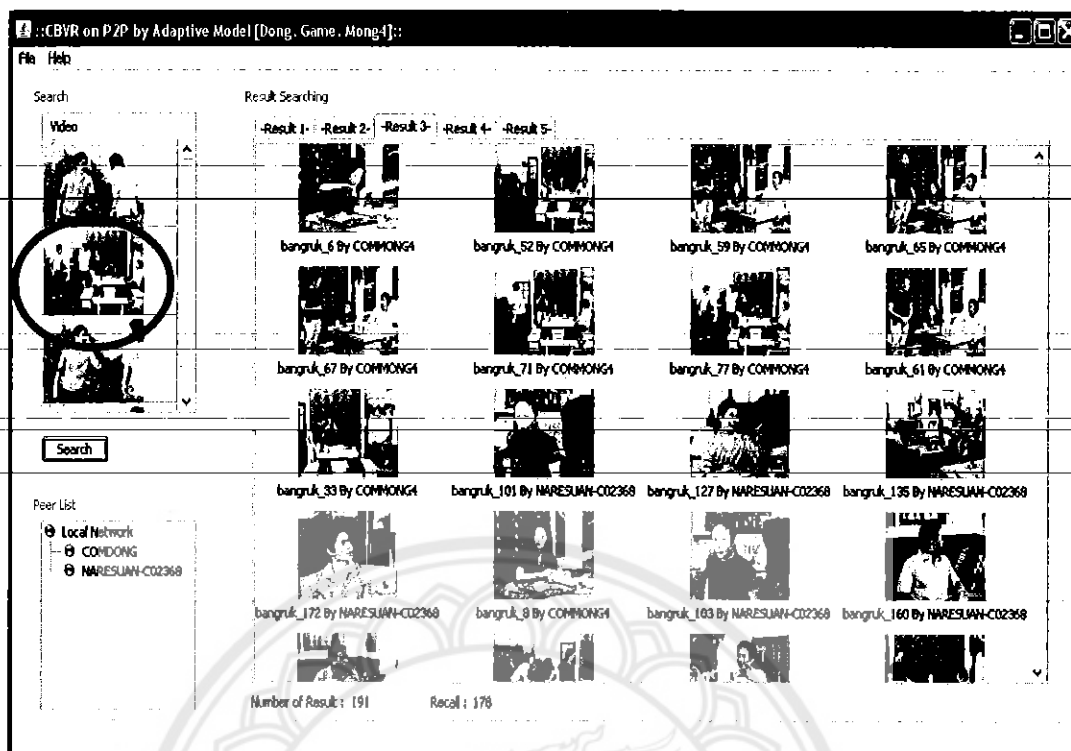 ::CBVR on P2P by Adaptive Model [Dong. Game. Mong4]::
File Help
Search
Video
Search
Peer List
Local Network
COMDONG
NARESUAN-C02368
Result Searching
-Result 1- -Result 2- -Result 3- -Result 4- -Result 5-
bangruk_6 By COMMONG4 bangruk_52 By COMMONG4 bangruk_59 By COMMONG4 bangruk_65 By COMMONG4
bangruk_67 By COMMONG4 bangruk_71 By COMMONG4 bangruk_77 By COMMONG4 bangruk_61 By COMMONG4
bangruk_33 By COMMONG4 bangruk_101 By NARESUAN-C02368 bangruk_127 By NARESUAN-C02368 bangruk_135 By NARESUAN-C02368
bangruk_172 By NARESUAN-C02368 bangruk_8 By COMMONG4 bangruk_103 By NARESUAN-C02368 bangruk_160 By NARESUAN-C02368
Number of Result : 191 Recall : 178